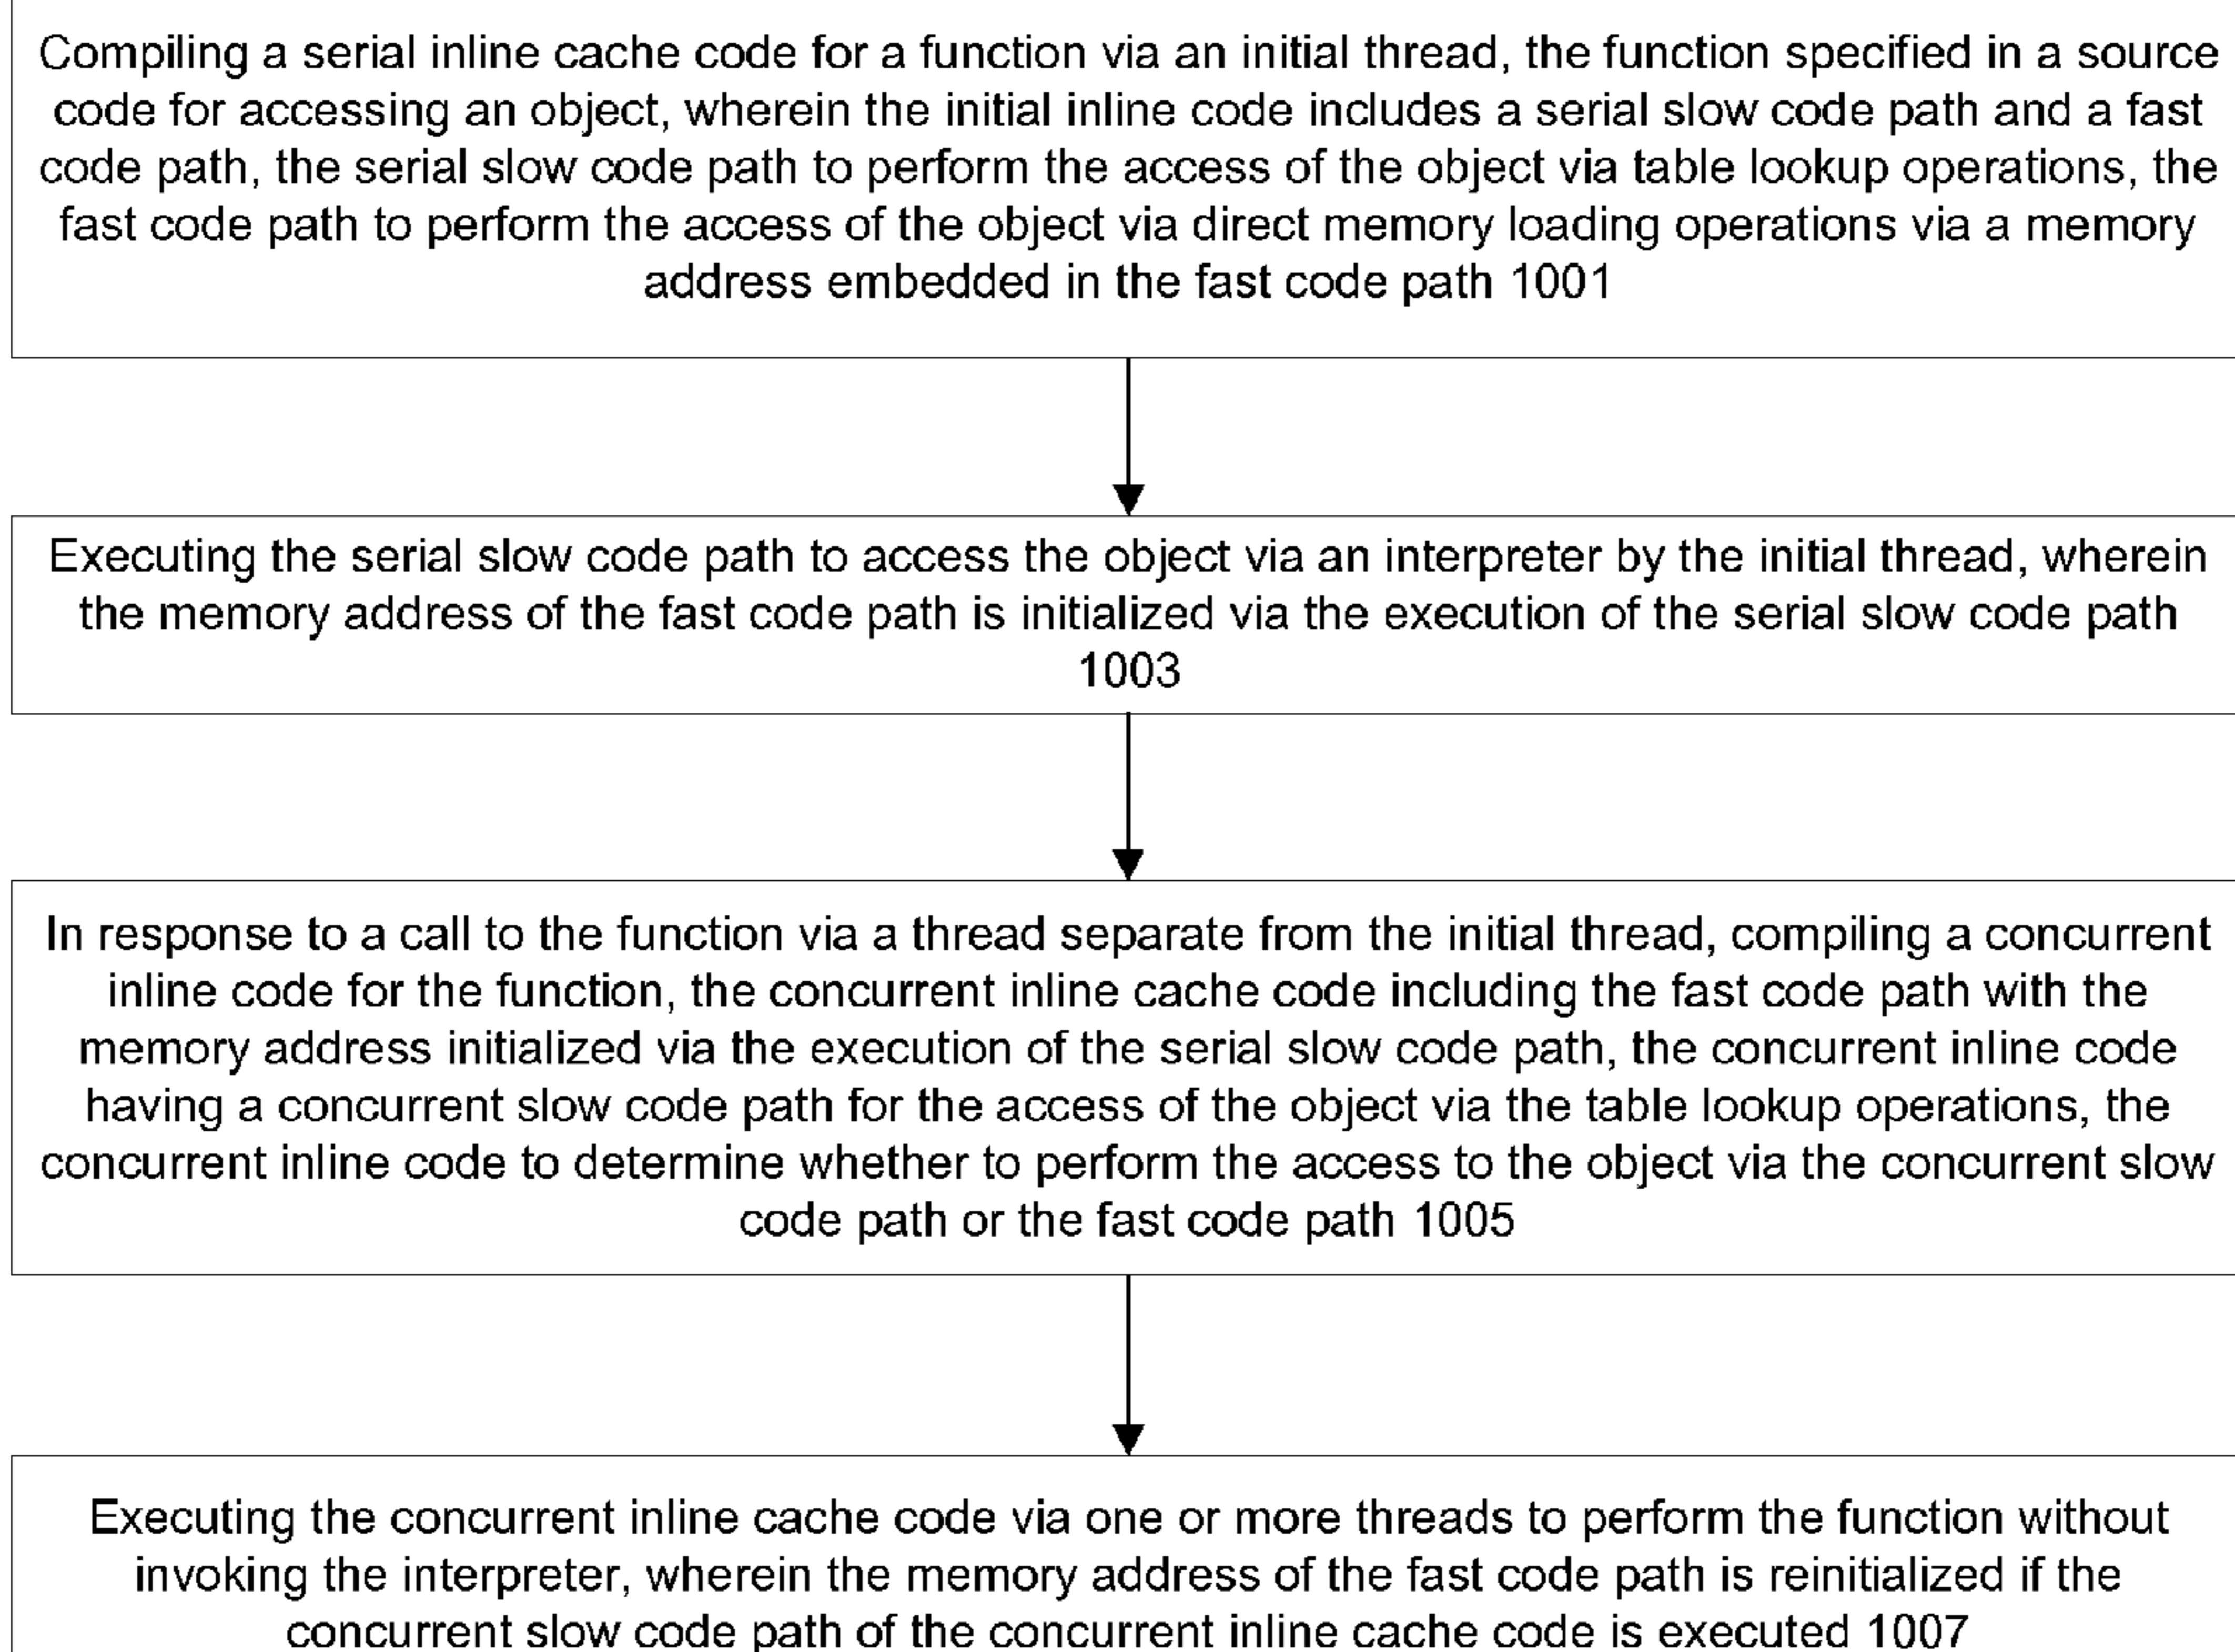 Compiling a serial inline cache code for a function via an initial thread, the function specified in a source
code for accessing an object, wherein the initial inline code includes a serial slow code path and a fast
code path, the serial slow code path to perform the access of the object via table lookup operations, the
fast code path to perform the access of the object via direct memory loading operations via a memory
address embedded in the fast code path 1001
Executing the serial slow code path to access the object via an interpreter by the initial thread, wherein
the memory address of the fast code path is initialized via the execution of the serial slow code path
1003
In response to a call to the function via a thread separate from the initial thread, compiling a concurrent
inline code for the function, the concurrent inline cache code including the fast code path with the
memory address initialized via the execution of the serial slow code path, the concurrent inline code
having a concurrent slow code path for the access of the object via the table lookup operations, the
concurrent inline code to determine whether to perform the access to the object via the concurrent slow
code path or the fast code path 1005
Executing the concurrent inline cache code via one or more threads to perform the function without
invoking the interpreter, wherein the memory address of the fast code path is reinitialized if the
concurrent slow code path of the concurrent inline cache code is executed 1007